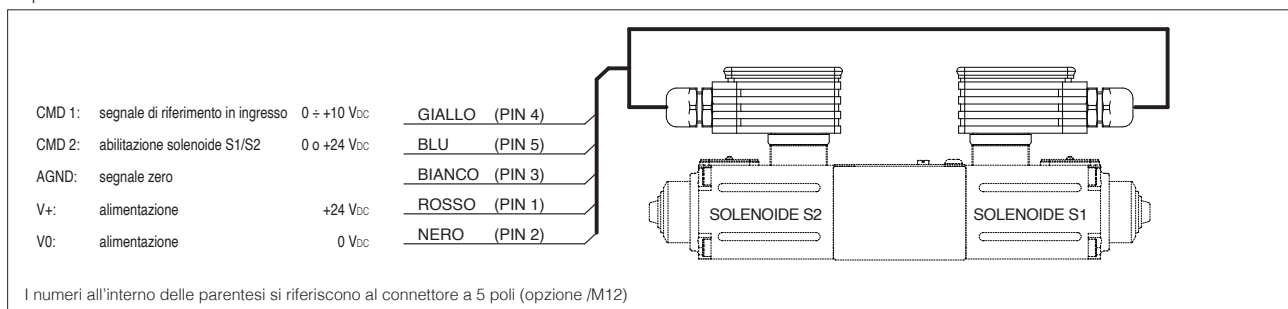 CMD 1: segnale di riferimento in ingresso 0 ÷ +10 VDC GIALLO (PIN 4)
CMD 2: abilitazione solenoide S1/S2 0 o +24 VDC BLU (PIN 5)
AGND: segnale zero BIANCO (PIN 3)
V+: alimentazione +24 VDC ROSSO (PIN 1)
V0: alimentazione 0 VDC NERO (PIN 2)
SOLENOIDE S2 SOLENOIDE S1
I numeri all'interno delle parentesi si riferiscono al connettore a 5 poli (opzione /M12)